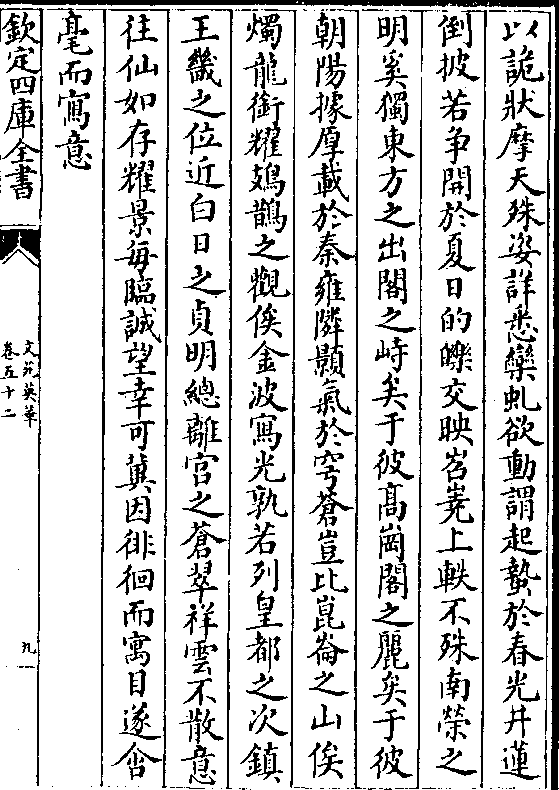 以詭狀摩天殊姿詳悉欒虬欲動謂起蟄於春光井蓮
倒披若争開於夏日的皪交映岧嶤上軼不殊南榮之
明奚獨東方之出閣之峙矣于彼髙崗閣之麗矣于彼
朝陽據厚載於秦雍隣顥氣於穹蒼豈比崑崙之山俟
燭龍銜耀鳷鵲之觀俟金波寫光孰若列皇都之次鎮
王畿之位近白日之貞明總離宫之蒼翠祥雲不散意
往仙如存耀景每臨誠望幸可冀因徘徊而寓目遂含
毫而寫意
欽定四庫全書
文苑英華
卷五十二
九